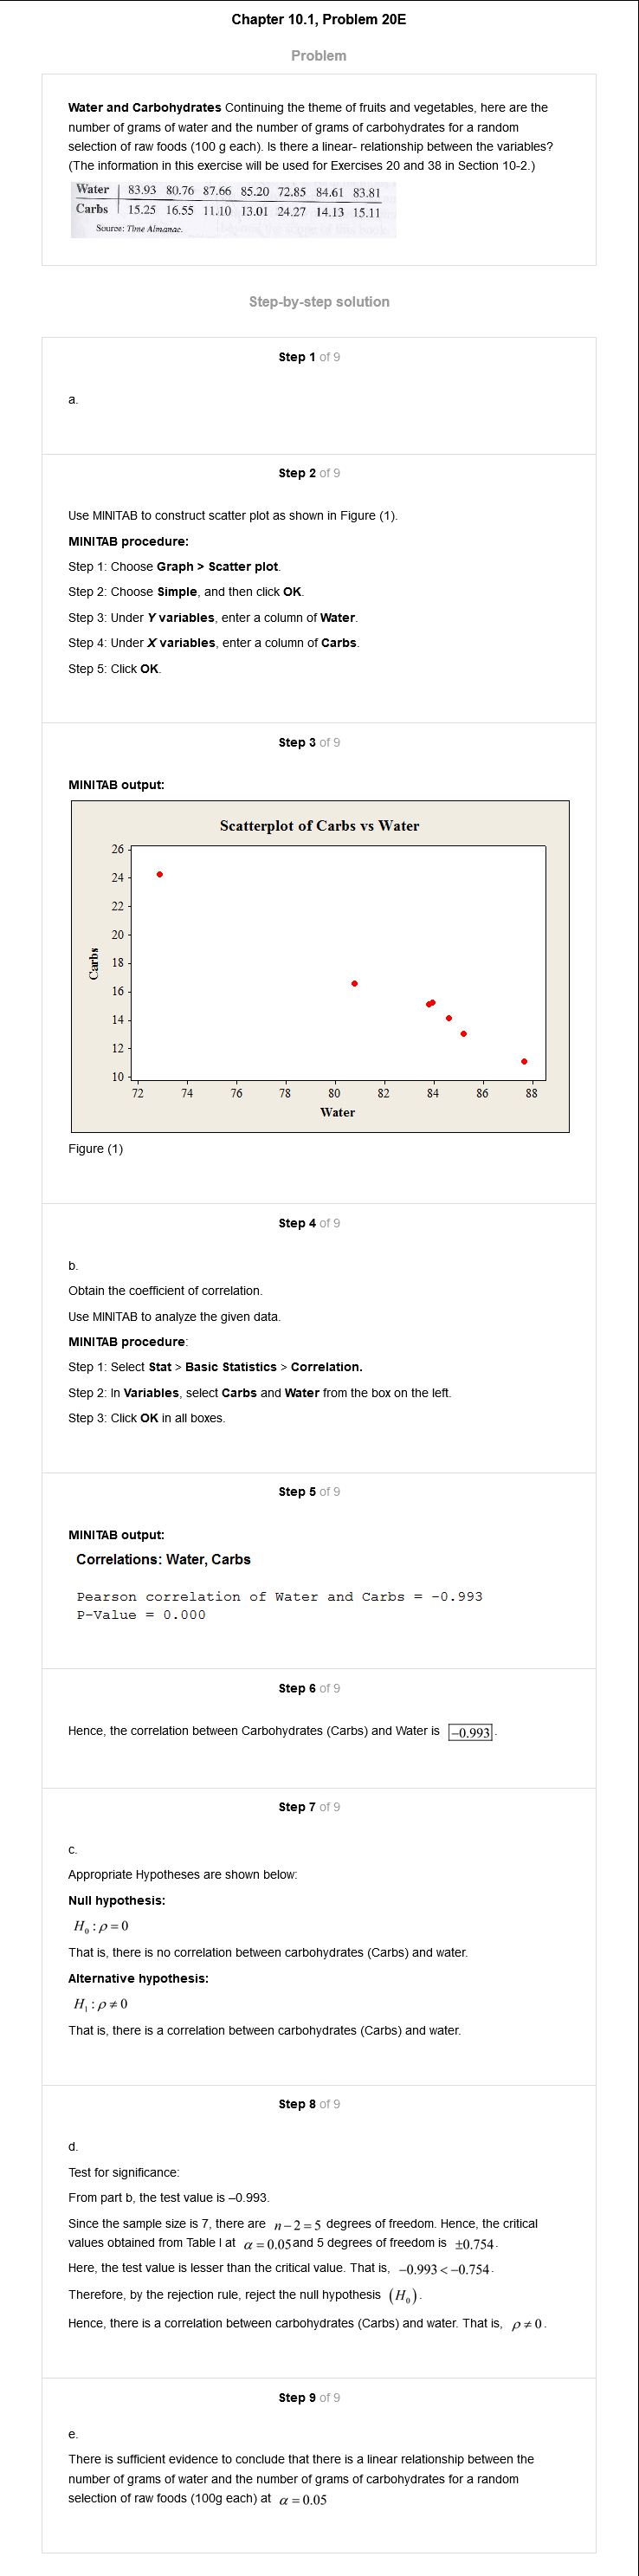 Chapter 10.1, Problem 20E
Problem
Water and Carbohydrates Continuing the theme of fruits and vegetables, here are the
number of grams of water and the number of grams of carbohydrates for a random
selection of raw foods (100 g each). Is there a linear- relationship between the variables?
(The information in this exercise will be used for Exercises 20 and 38 in Section 10-2.)
Water 83.93 80.76 87.66 85.20 72.85 84.61 83.81
Carbs 15.25 16.55 11.10 13.01 24.27 14.13 15.11
Source: Time Almanac.
Step-by-step solution
Step 1 of 9
a.
Step 2 of 9
Use MINITAB to construct scatter plot as shown in Figure (1).
MINITAB procedure:
Step 1: Choose Graph > Scatter plot.
Step 2: Choose Simple, and then click OK.
Step 3: Under Y variables, enter a column of Water.
Step 4: Under X variables, enter a column of Carbs.
Step 5: Click OK.
Step 3 of 9
MINITAB output:
Scatterplot of Carbs vs Water
26
24
22
20
18
16
14
12
10
Carbs
72 74 76 78 80 82 84 86 88
Water
Figure (1)
Step 4 of 9
b.
Obtain the coefficient of correlation.
Use MINITAB to analyze the given data.
MINITAB procedure:
Step 1: Select Stat > Basic Statistics > Correlation.
Step 2: In Variables, select Carbs and Water from the box on the left.
Step 3: Click OK in all boxes.
Step 5 of 9
MINITAB output:
Correlations: Water, Carbs
Pearson correlation of Water and Carbs = -0.993
P-Value = 0.000
Step 6 of 9
Hence, the correlation between Carbohydrates (Carbs) and Water is −0.993.
Step 7 of 9
c.
Appropriate Hypotheses are shown below:
Null hypothesis:
H₀ : ρ = 0
That is, there is no correlation between carbohydrates (Carbs) and water.
Alternative hypothesis:
H₁ : ρ ≠ 0
That is, there is a correlation between carbohydrates (Carbs) and water.
Step 8 of 9
d.
Test for significance:
From part b, the test value is –0.993.
Since the sample size is 7, there are n − 2 = 5 degrees of freedom. Hence, the critical
values obtained from Table I at α = 0.05 and 5 degrees of freedom is ±0.754.
Here, the test value is lesser than the critical value. That is, −0.993 < −0.754.
Therefore, by the rejection rule, reject the null hypothesis (H₀).
Hence, there is a correlation between carbohydrates (Carbs) and water. That is, ρ ≠ 0.
Step 9 of 9
e.
There is sufficient evidence to conclude that there is a linear relationship between the
number of grams of water and the number of grams of carbohydrates for a random
selection of raw foods (100g each) at α = 0.05